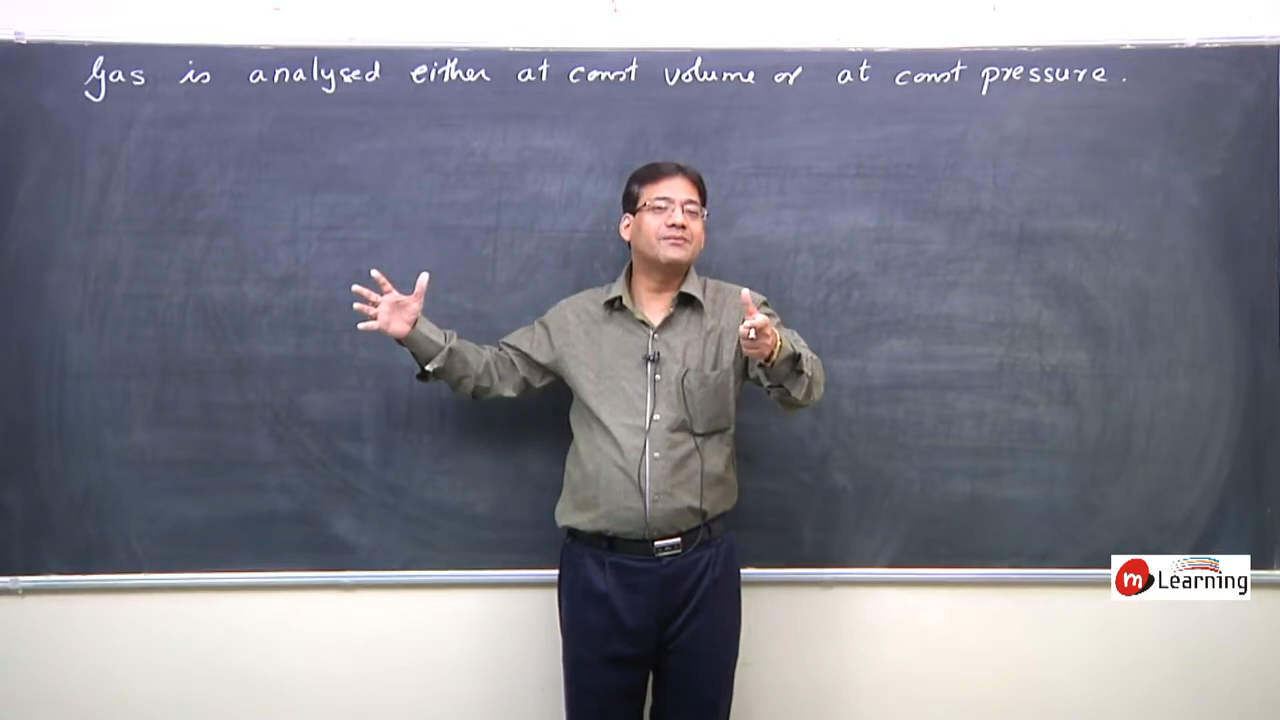 Gas is analysed either at const volume or at const pressure.
m Learning